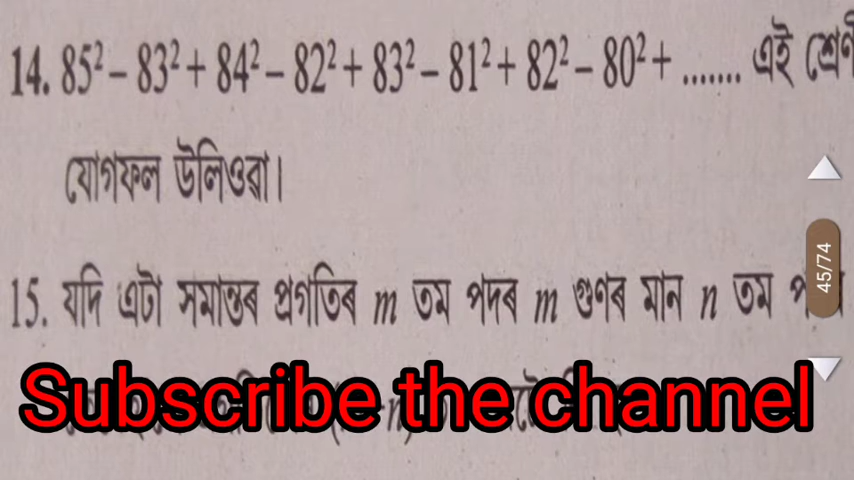 14. 85² – 83² + 84² – 82² + 83² – 81² + 82² – 80² + ....... এই
যোগফল উলিওৱা।
45/74
15. যদি এটা সমান্তৰ প্ৰগতিৰ m তম পদৰ m গুণৰ মান n তম
Subscribe the channel